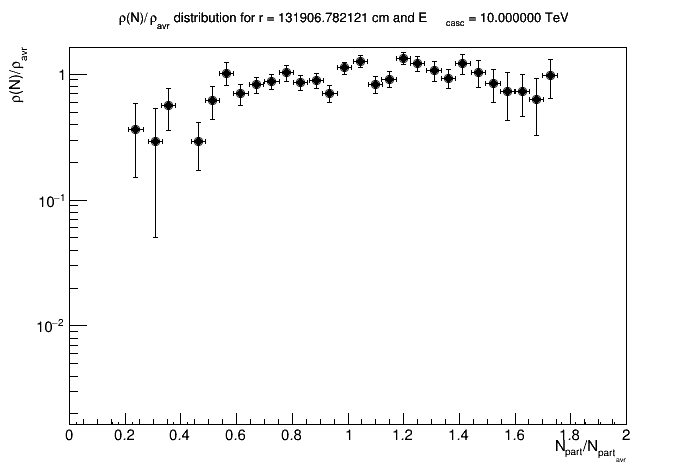 ρ(N)/ρavr distribution for r = 131906.782121 cm and E casc = 10.000000 TeV
ρ(N)/ρavr
1
10−1
10−2
0 0.2 0.4 0.6 0.8 1 1.2 1.4 1.6 1.8 2
Npart/Npartavr